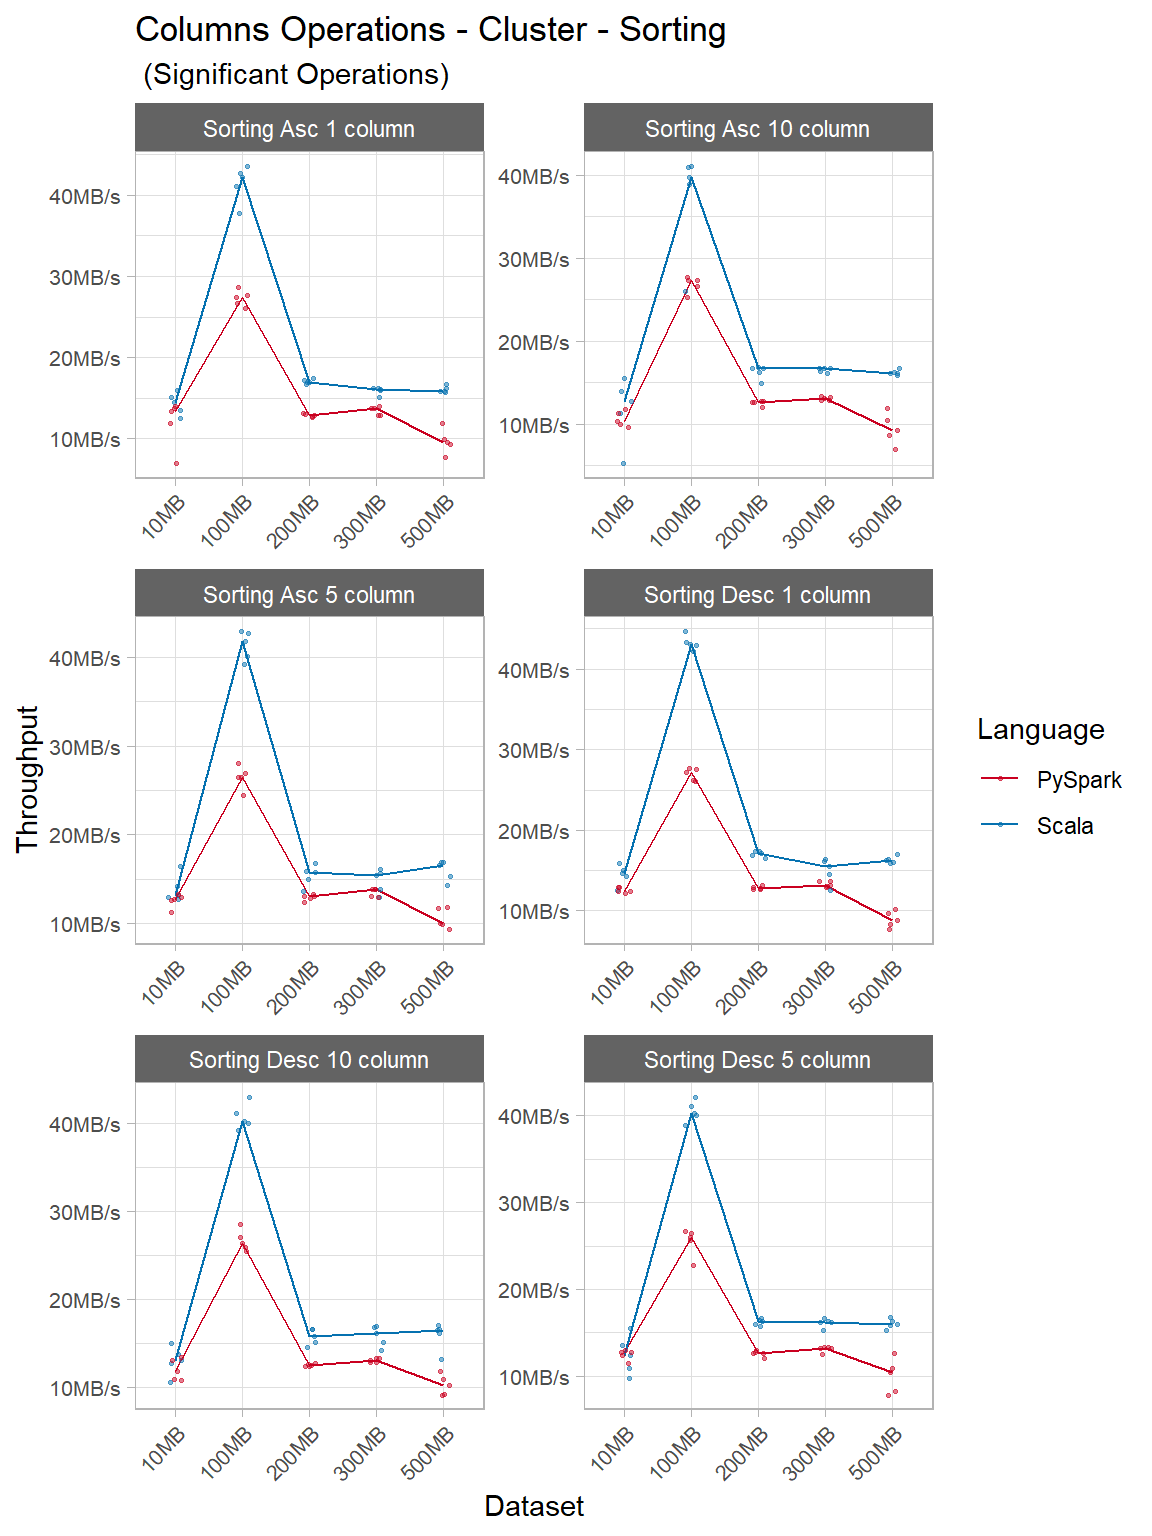 Columns Operations - Cluster - Sorting
(Significant Operations)
Sorting Asc 1 column
40MB/s
30MB/s
20MB/s
10MB/s
10MB
100MB
200MB
300MB
500MB
Sorting Asc 10 column
40MB/s
30MB/s
20MB/s
10MB/s
10MB
100MB
200MB
300MB
500MB
Sorting Asc 5 column
40MB/s
30MB/s
20MB/s
10MB/s
10MB
100MB
200MB
300MB
500MB
Sorting Desc 1 column
40MB/s
30MB/s
20MB/s
10MB/s
10MB
100MB
200MB
300MB
500MB
Sorting Desc 10 column
40MB/s
30MB/s
20MB/s
10MB/s
10MB
100MB
200MB
300MB
500MB
Sorting Desc 5 column
40MB/s
30MB/s
20MB/s
10MB/s
10MB
100MB
200MB
300MB
500MB
Throughput
Dataset
Language
PySpark
Scala